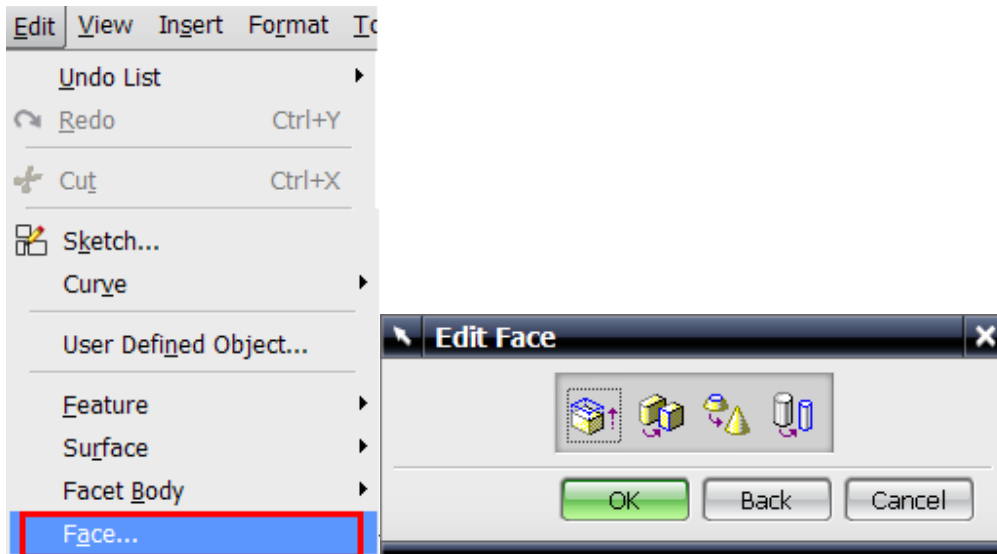 Edit View Insert Format
Undo List
Redo Ctrl+Y
Cut Ctrl+X
Sketch...
Curve
User Defined Object...
Feature
Surface
Facet Body
Face...
Edit Face
OK Back Cancel